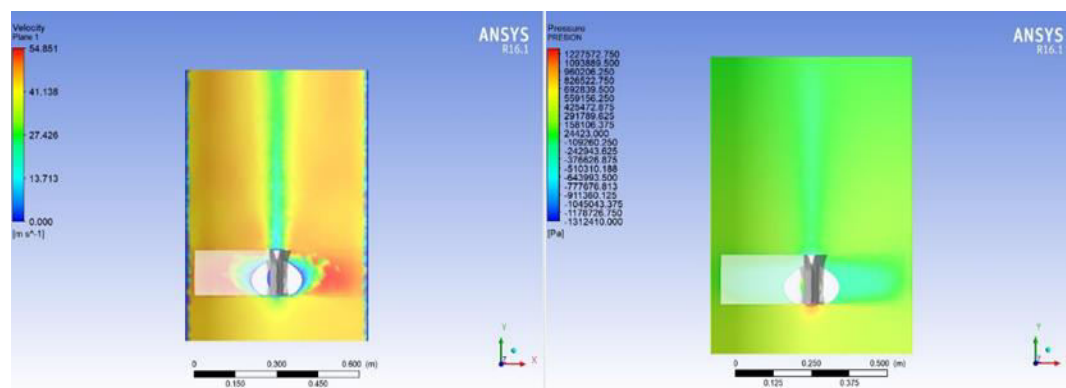 Velocity
Plane 1
54.851
41.138
27.426
13.713
0.000
[m s^-1]
ANSYS
R16.1
0 0.300 0.600 (m)
0.150 0.450
Y
X
Pressure
PRESION
1227572.750
1093889.500
960206.250
826522.750
692839.500
559156.250
425472.875
291789.625
158106.375
24423.000
-109260.250
-242943.625
-376626.875
-510310.188
-643993.500
-777676.813
-911360.125
-1045043.375
-1178726.750
-1312410.000
[Pa]
ANSYS
R16.1
0 0.250 0.500 (m)
0.125 0.375
Y
X